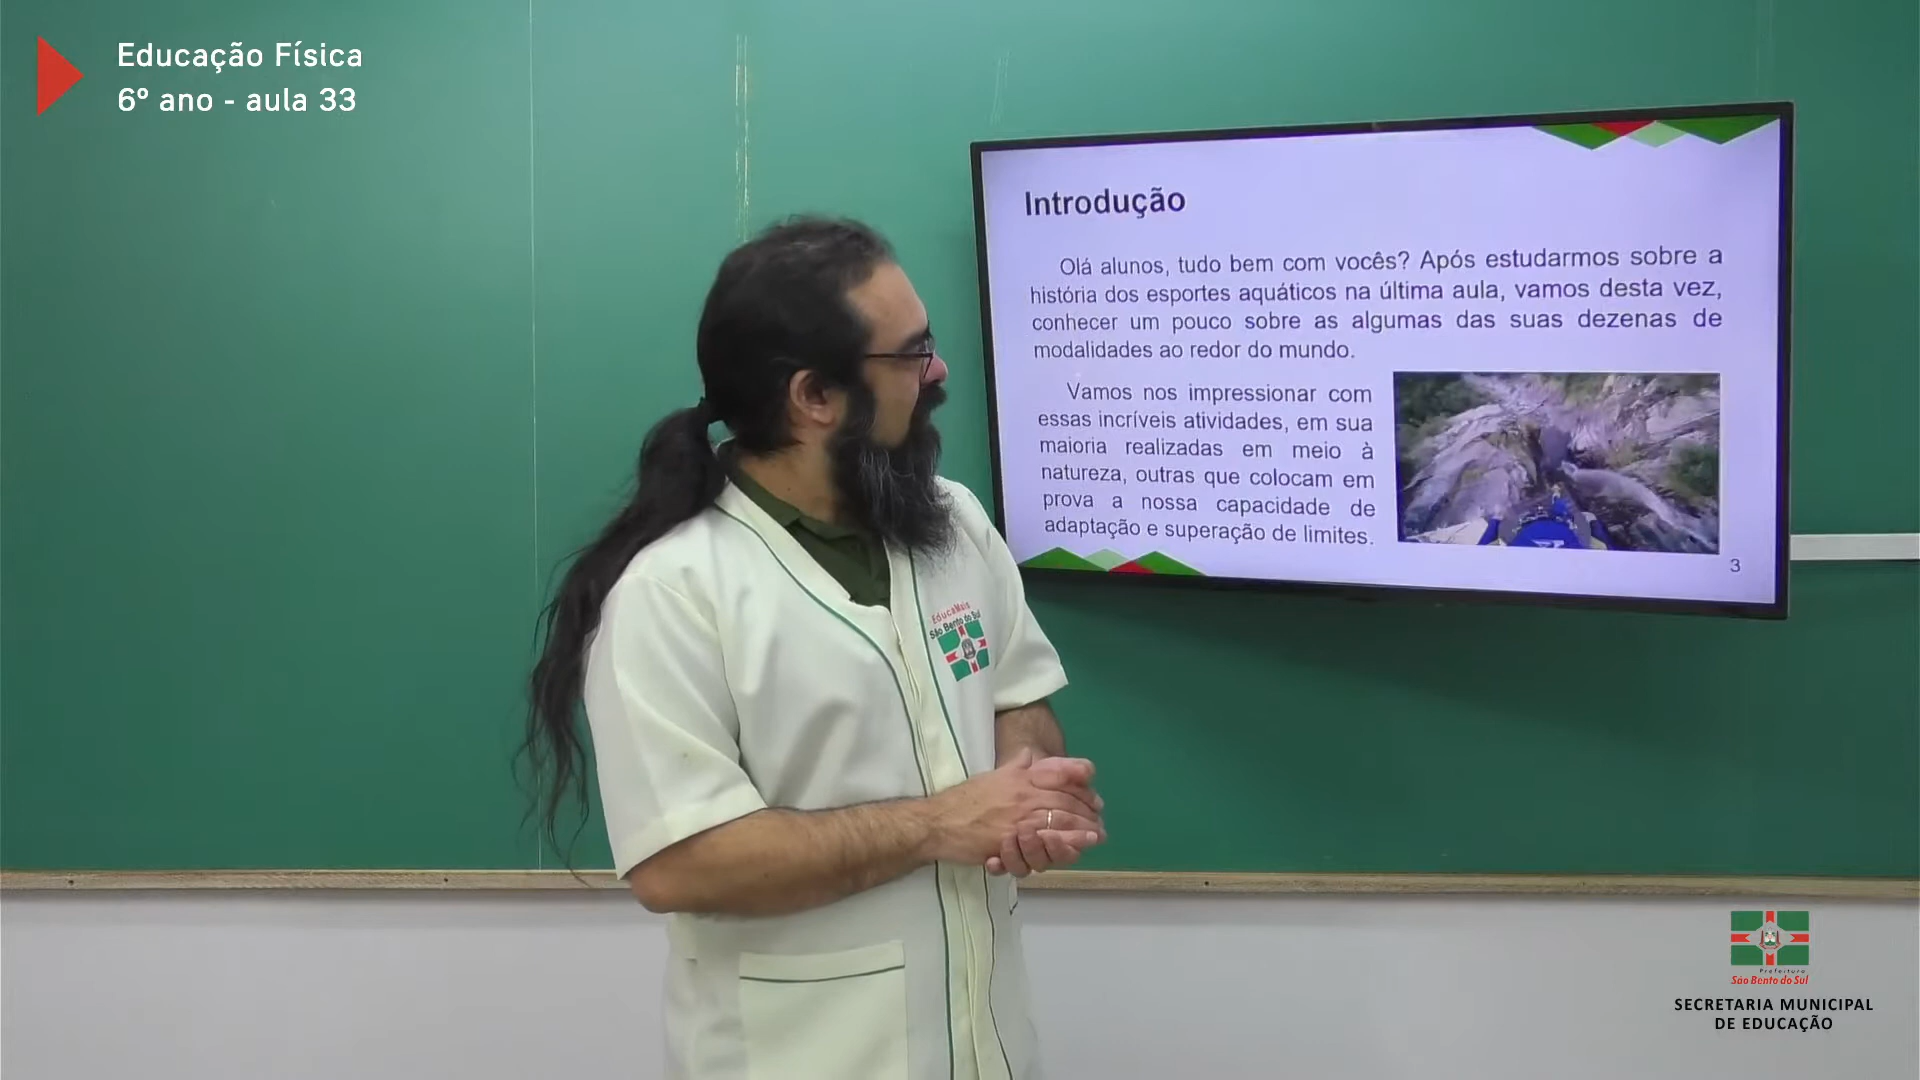 Educação Física
6º ano - aula 33
Introdução
Olá alunos, tudo bem com vocês? Após estudarmos sobre a
história dos esportes aquáticos na última aula, vamos desta vez,
conhecer um pouco sobre as algumas das suas dezenas de
modalidades ao redor do mundo.
Vamos nos impressionar com
essas incríveis atividades, em sua
maioria realizadas em meio à
natureza, outras que colocam em
prova a nossa capacidade de
adaptação e superação de limites.
3
EducaMais
São Bento do Sul
Prefeitura
São Bento do Sul
SECRETARIA MUNICIPAL
DE EDUCAÇÃO